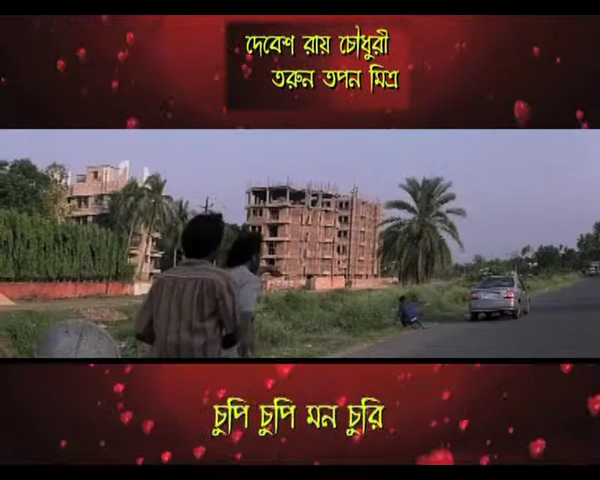 দেবেশ রায় চৌধুরী
তরুন তপন মিত্র
চুপি চুপি মন চুরি